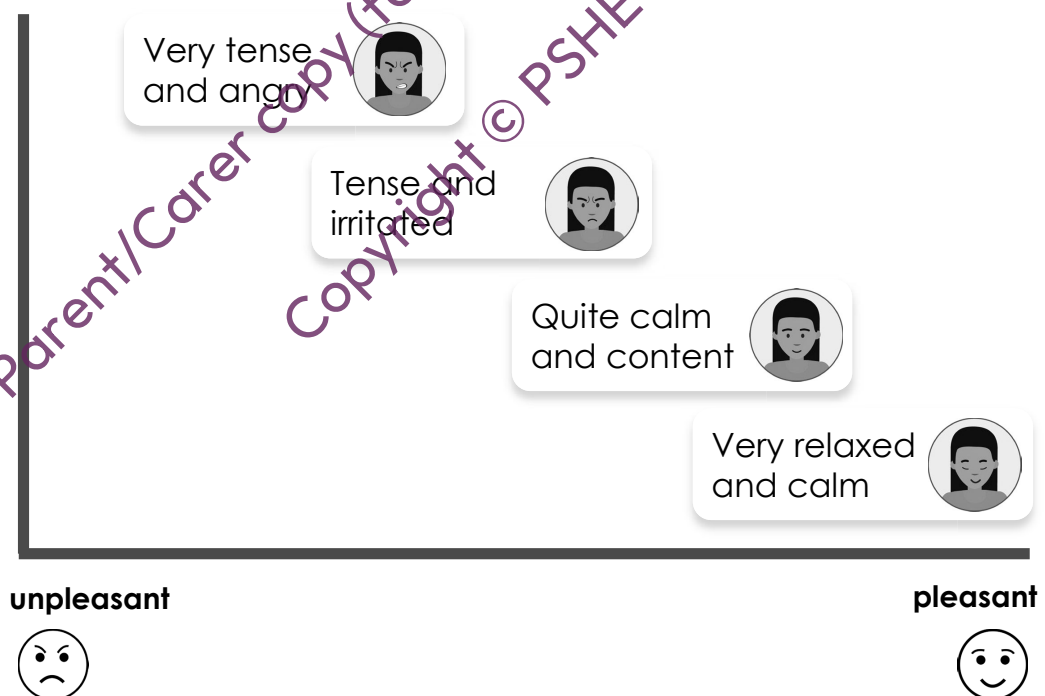 Very tense
and angry
Tense and
irritated
Quite calm
and content
Very relaxed
and calm
unpleasant
pleasant
Parent/Carer copy
Copyright © PSHE